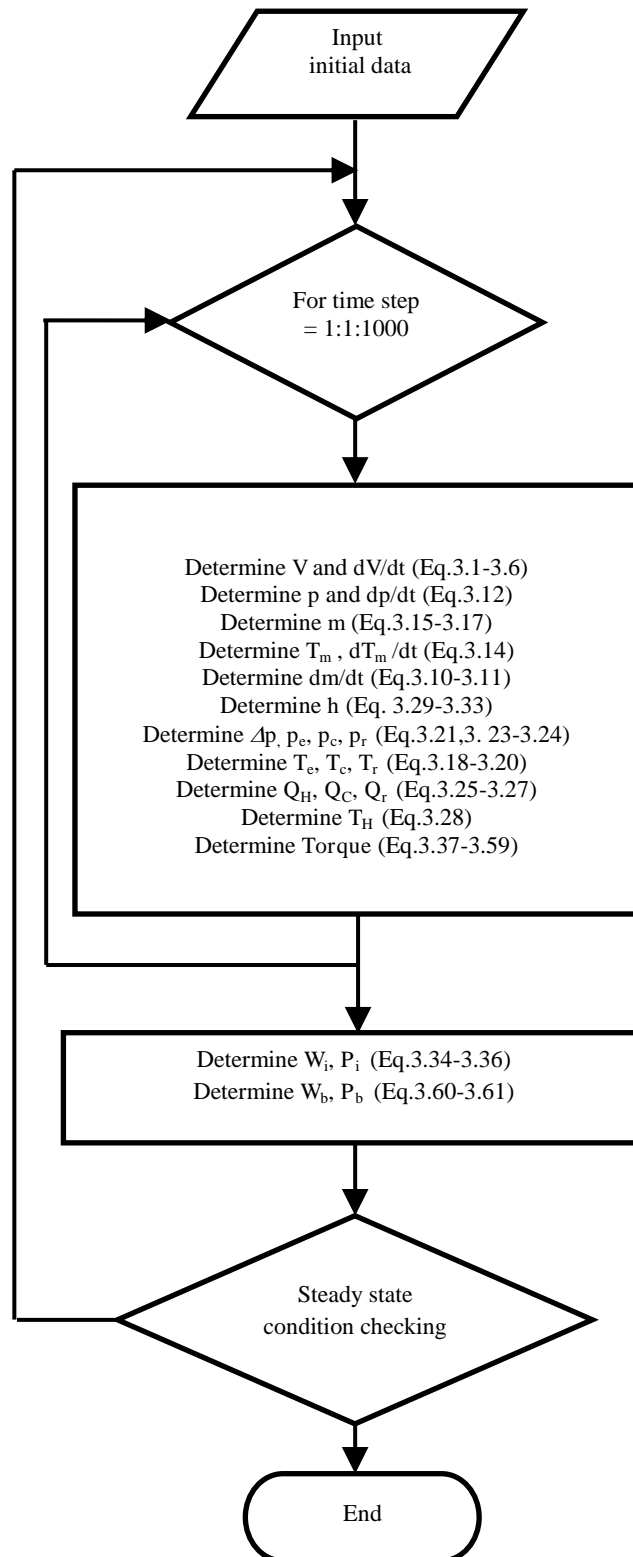 Input
initial data
For time step
= 1:1:1000
Determine V and dV/dt (Eq.3.1-3.6)
Determine p and dp/dt (Eq.3.12)
Determine m (Eq.3.15-3.17)
Determine Tm , dTm /dt (Eq.3.14)
Determine dm/dt (Eq.3.10-3.11)
Determine h (Eq. 3.29-3.33)
Determine Δp, pe, pc, pr (Eq.3.21,3. 23-3.24)
Determine Te, Tc, Tr (Eq.3.18-3.20)
Determine QH, QC, Qr (Eq.3.25-3.27)
Determine TH (Eq.3.28)
Determine Torque (Eq.3.37-3.59)
Determine Wi, Pi (Eq.3.34-3.36)
Determine Wb, Pb (Eq.3.60-3.61)
Steady state
condition checking
End